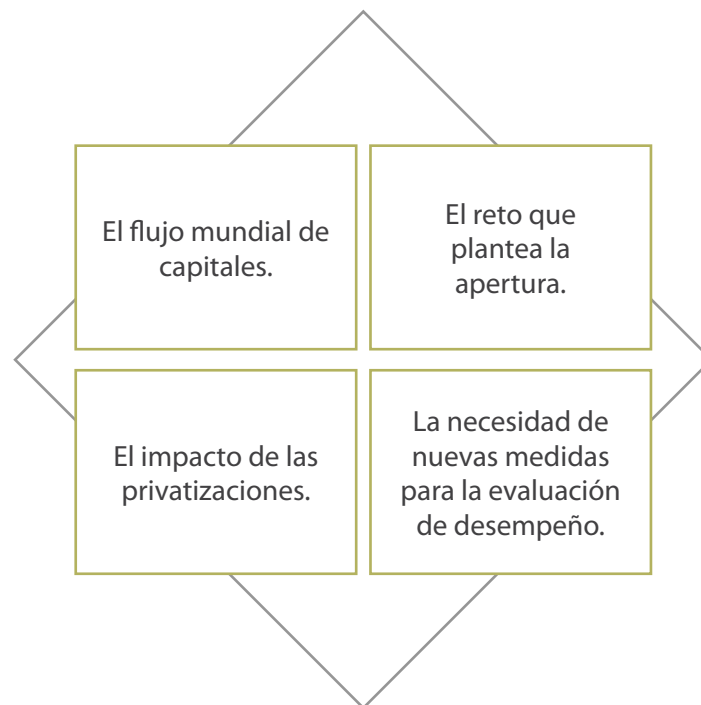 El flujo mundial de
capitales.
El reto que
plantea la
apertura.
El impacto de las
privatizaciones.
La necesidad de
nuevas medidas
para la evaluación
de desempeño.